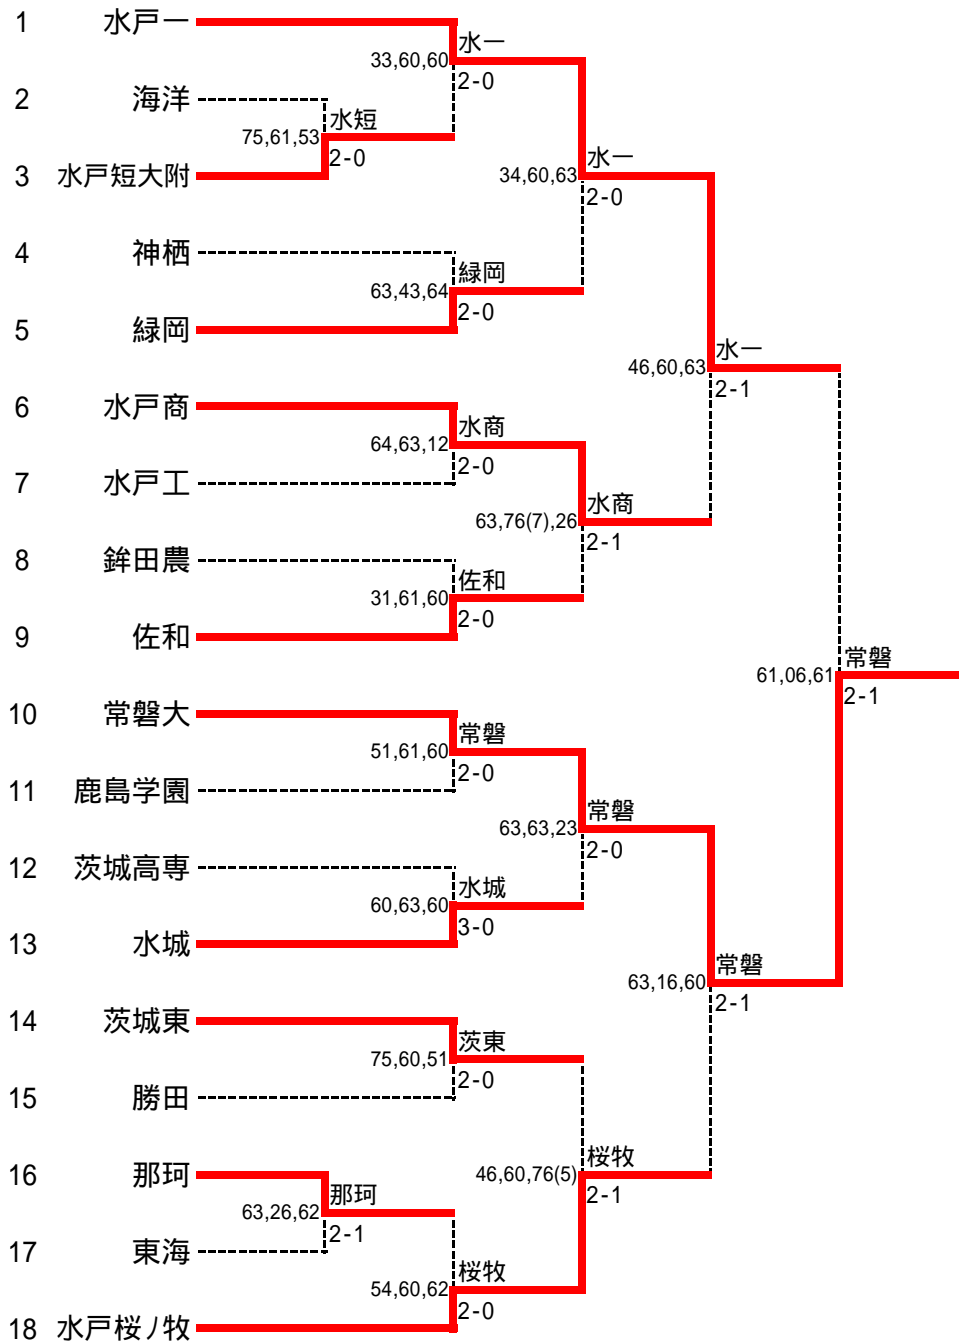 1 水戸一
水一
33,60,60
2-0
2 海洋
水短
75,61,53
2-0
水一
3 水戸短大附
34,60,63
2-0
4 神栖
緑岡
63,43,64
2-0
5 緑岡
水一
46,60,63
2-1
6 水戸商
水商
64,63,12
2-0
7 水戸工
水商
63,76(7),26
2-1
8 鉾田農
佐和
31,61,60
2-0
9 佐和
常磐
61,06,61
2-1
10 常磐大
常磐
51,61,60
2-0
11 鹿島学園
常磐
63,63,23
2-0
12 茨城高専
水城
60,63,60
3-0
13 水城
常磐
63,16,60
2-1
14 茨城東
茨東
75,60,51
2-0
15 勝田
桜牧
46,60,76(5)
2-1
16 那珂
那珂
63,26,62
2-1
17 東海
桜牧
54,60,62
2-0
18 水戸桜ノ牧